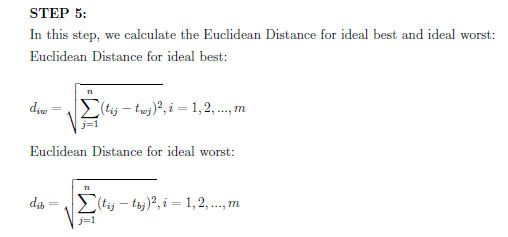 STEP 5:
In this step, we calculate the Euclidean Distance for ideal best and ideal worst:
Euclidean Distance for ideal best:
d_{iw} = \sqrt{\sum_{j=1}^{n}(t_{ij} - t_{wj})^2}, i = 1, 2, ..., m
Euclidean Distance for ideal worst:
d_{ib} = \sqrt{\sum_{j=1}^{n}(t_{ij} - t_{bj})^2}, i = 1, 2, ..., m